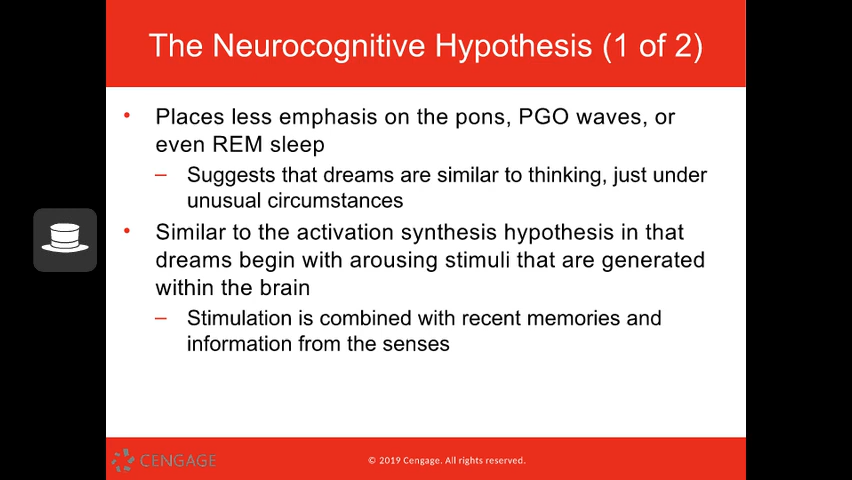 The Neurocognitive Hypothesis (1 of 2)
• Places less emphasis on the pons, PGO waves, or
even REM sleep
– Suggests that dreams are similar to thinking, just under
unusual circumstances
• Similar to the activation synthesis hypothesis in that
dreams begin with arousing stimuli that are generated
within the brain
– Stimulation is combined with recent memories and
information from the senses
CENGAGE
© 2019 Cengage. All rights reserved.